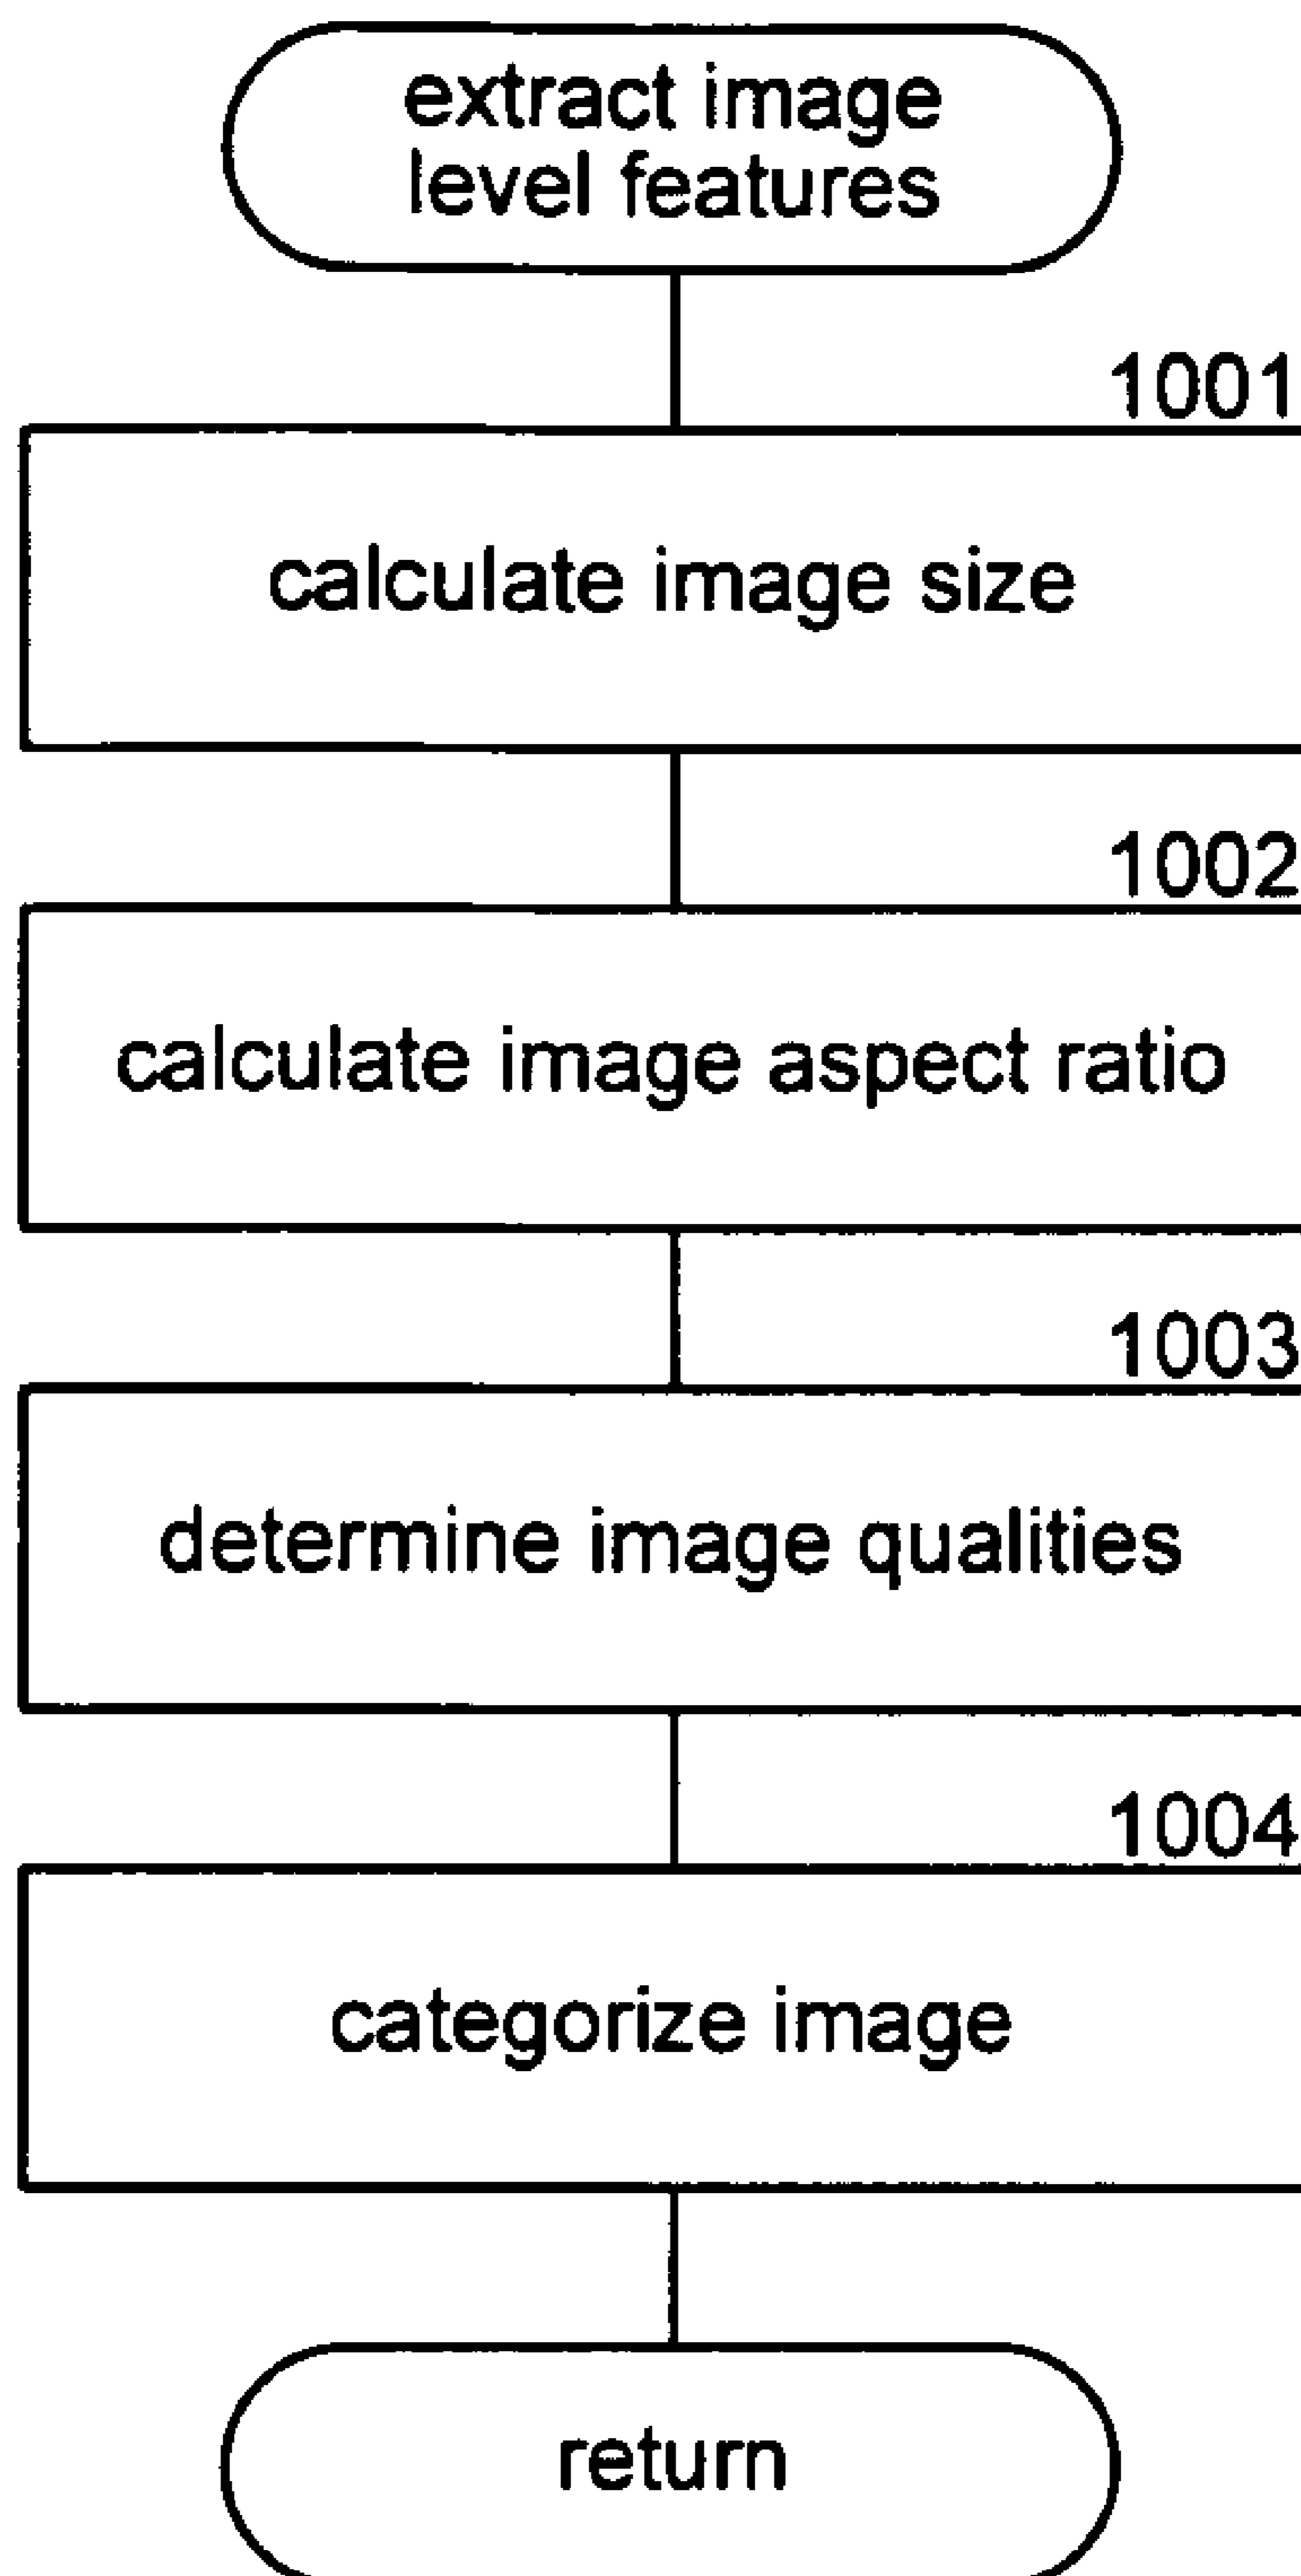 extract image
level features
1001
calculate image size
1002
calculate image aspect ratio
1003
determine image qualities
1004
categorize image
return